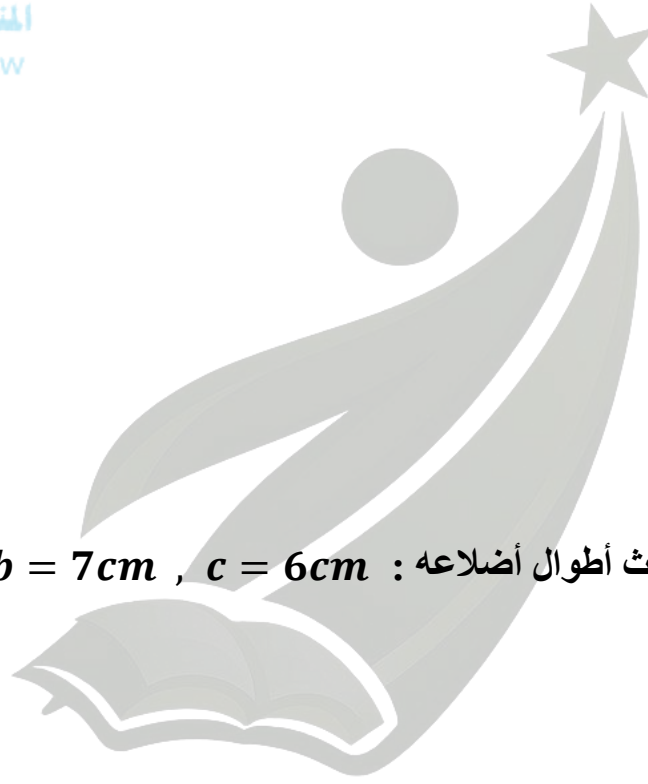 ث أطوال أضلاعه : b = 7cm , c = 6cm